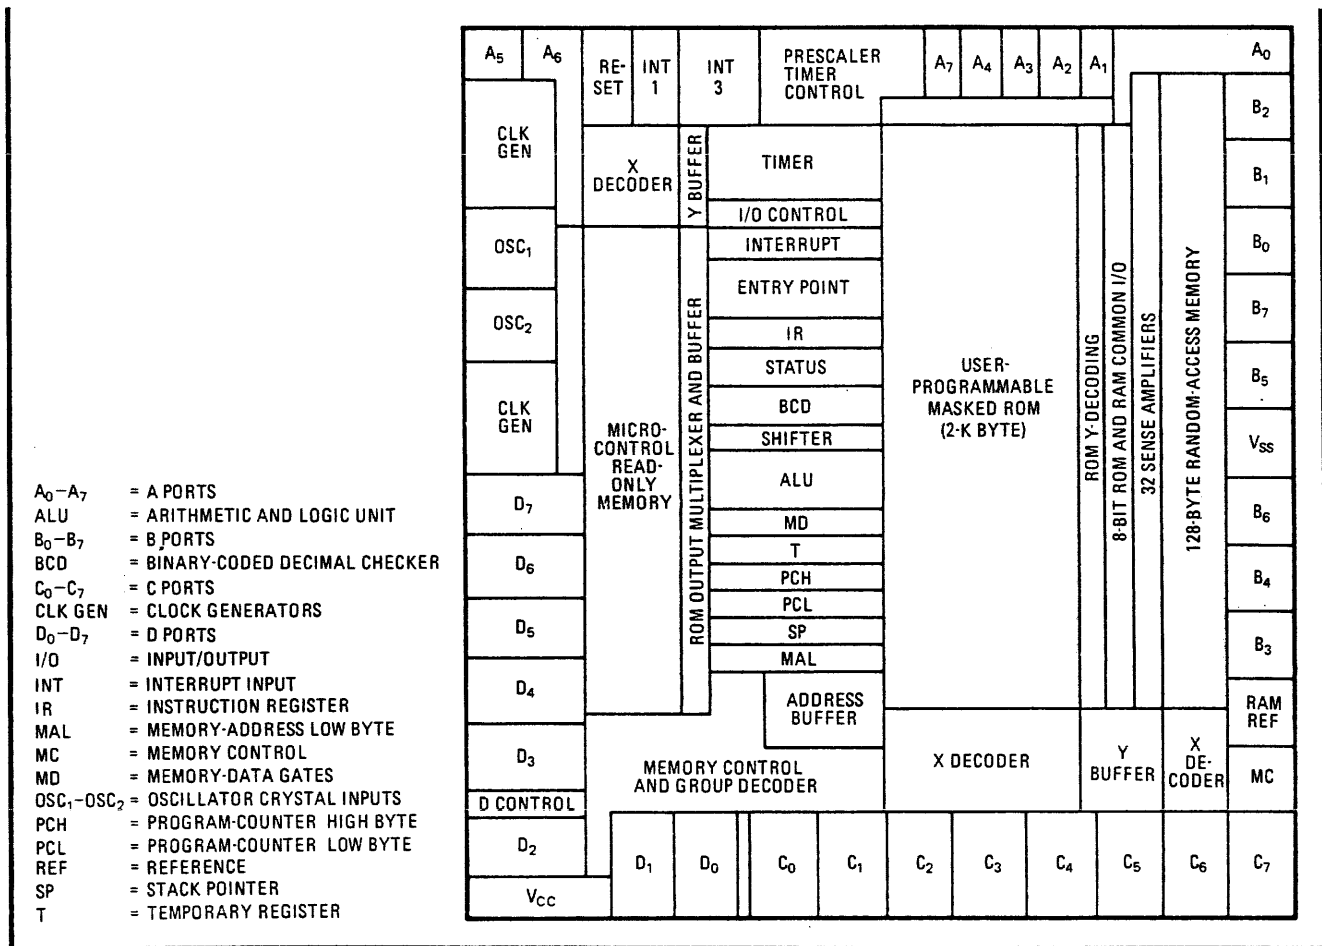 A5
A6
RE-
SET
INT
1
INT
3
PRESCALER
TIMER
CONTROL
A7
A4
A3
A2
A1
A0
CLK
GEN
X
DECODER
Y BUFFER
TIMER
I/O CONTROL
INTERRUPT
ENTRY POINT
IR
STATUS
BCD
SHIFTER
ALU
MD
T
PCH
PCL
SP
MAL
ADDRESS
BUFFER
OSC1
OSC2
CLK
GEN
D7
D6
D5
D4
D3
D CONTROL
D2
VCC
MICRO-
CONTROL
READ-
ONLY
MEMORY
ROM OUTPUT MULTIPLEXER AND BUFFER
USER-
PROGRAMMABLE
MASKED ROM
(2-K BYTE)
ROM Y-DECODING
8-BIT ROM AND RAM COMMON I/O
32 SENSE AMPLIFIERS
128-BYTE RANDOM-ACCESS MEMORY
B2
B1
B0
B7
B5
VSS
B6
B4
B3
RAM
REF
MC
MEMORY CONTROL
AND GROUP DECODER
X DECODER
Y
BUFFER
X
DE-
CODER
D1
D0
C0
C1
C2
C3
C4
C5
C6
C7
A0–A7 = A PORTS
ALU = ARITHMETIC AND LOGIC UNIT
B0–B7 = B PORTS
BCD = BINARY-CODED DECIMAL CHECKER
C0–C7 = C PORTS
CLK GEN = CLOCK GENERATORS
D0–D7 = D PORTS
I/O = INPUT/OUTPUT
INT = INTERRUPT INPUT
IR = INSTRUCTION REGISTER
MAL = MEMORY-ADDRESS LOW BYTE
MC = MEMORY CONTROL
MD = MEMORY-DATA GATES
OSC1–OSC2 = OSCILLATOR CRYSTAL INPUTS
PCH = PROGRAM-COUNTER HIGH BYTE
PCL = PROGRAM-COUNTER LOW BYTE
REF = REFERENCE
SP = STACK POINTER
T = TEMPORARY REGISTER